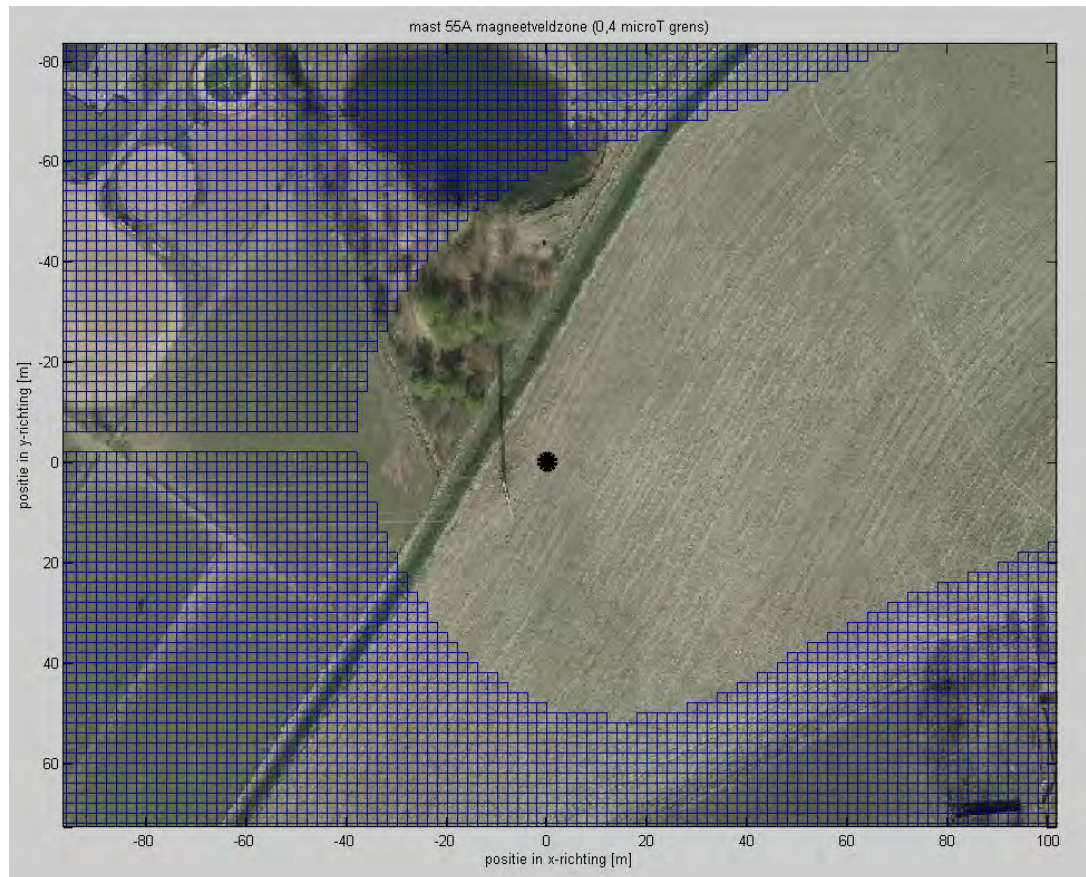 mast 55A magneetveldzone (0,4 microT grens)
-80
-60
-40
-20
0
20
40
60
positie in y-richting [m]
-80 -60 -40 -20 0 20 40 60 80 100
positie in x-richting [m]